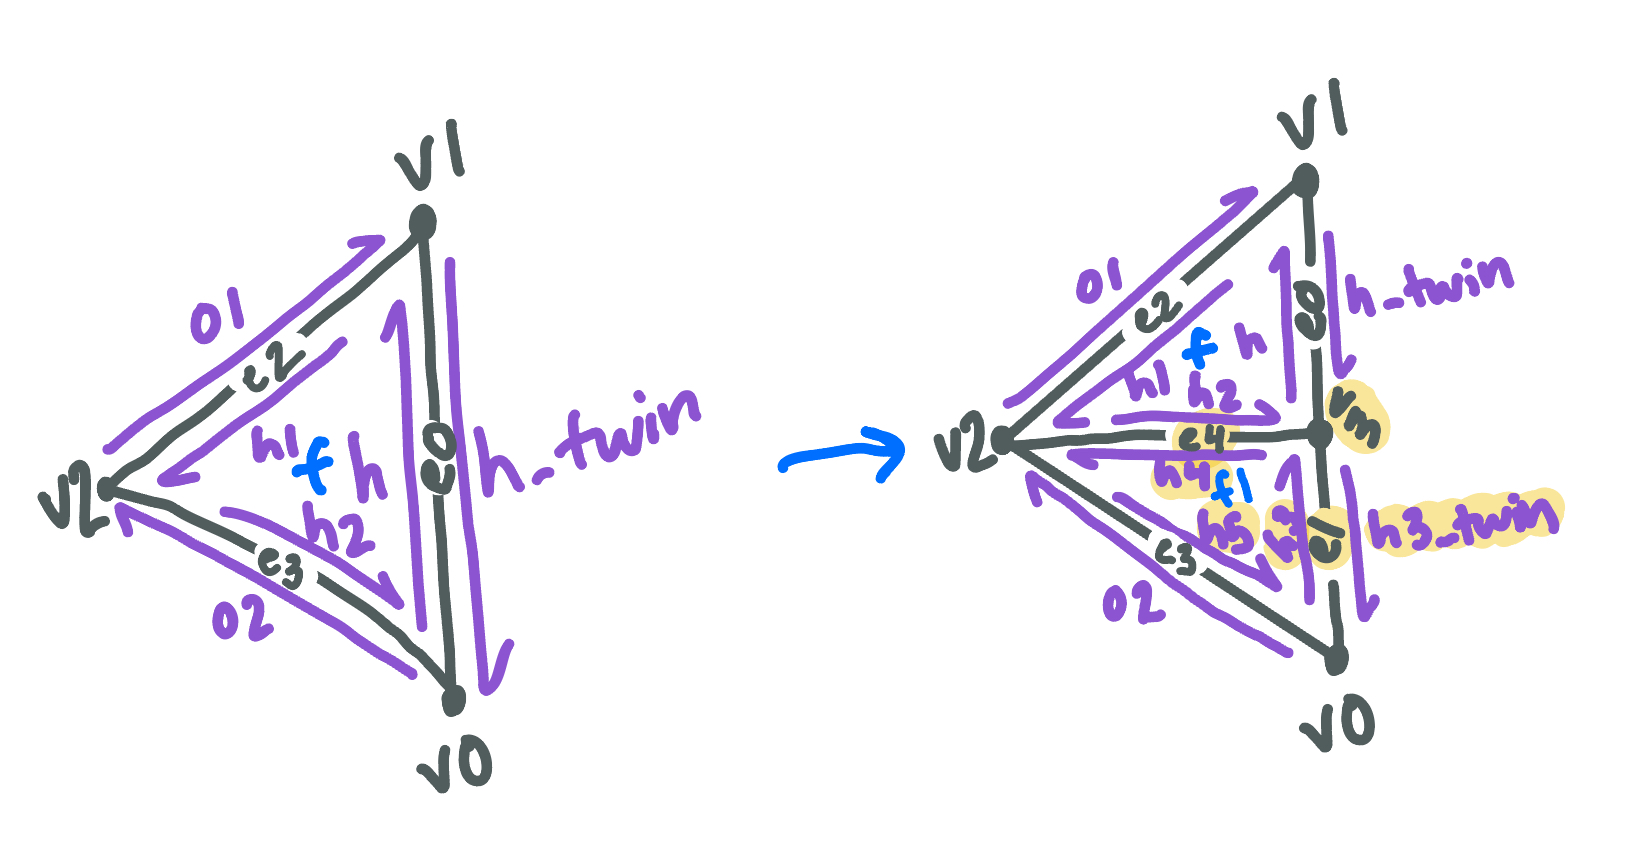 v1
o1
e2
h1
f
h
e0
h_twin
v2
h2
e3
o2
v0
v1
o1
e2
f
h
e0
h_twin
h1
h2
vm
v2
e4
h4
f1
h5
h3
e1
h3_twin
e3
o2
v0